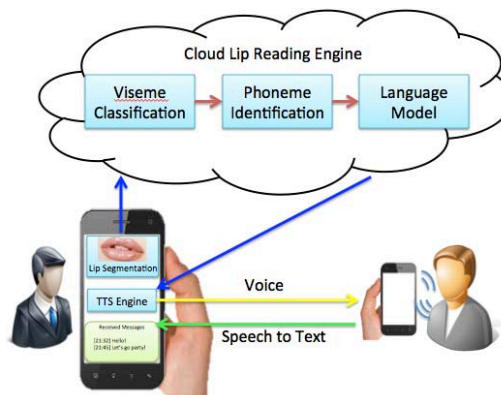 Cloud Lip Reading Engine
Viseme
Classification
Phoneme
Identification
Language
Model
Lip Segmentation
TTS Engine
Voice
Received Messages
[21:32] Hello!
[21:45] Let's go party!
Speech to Text